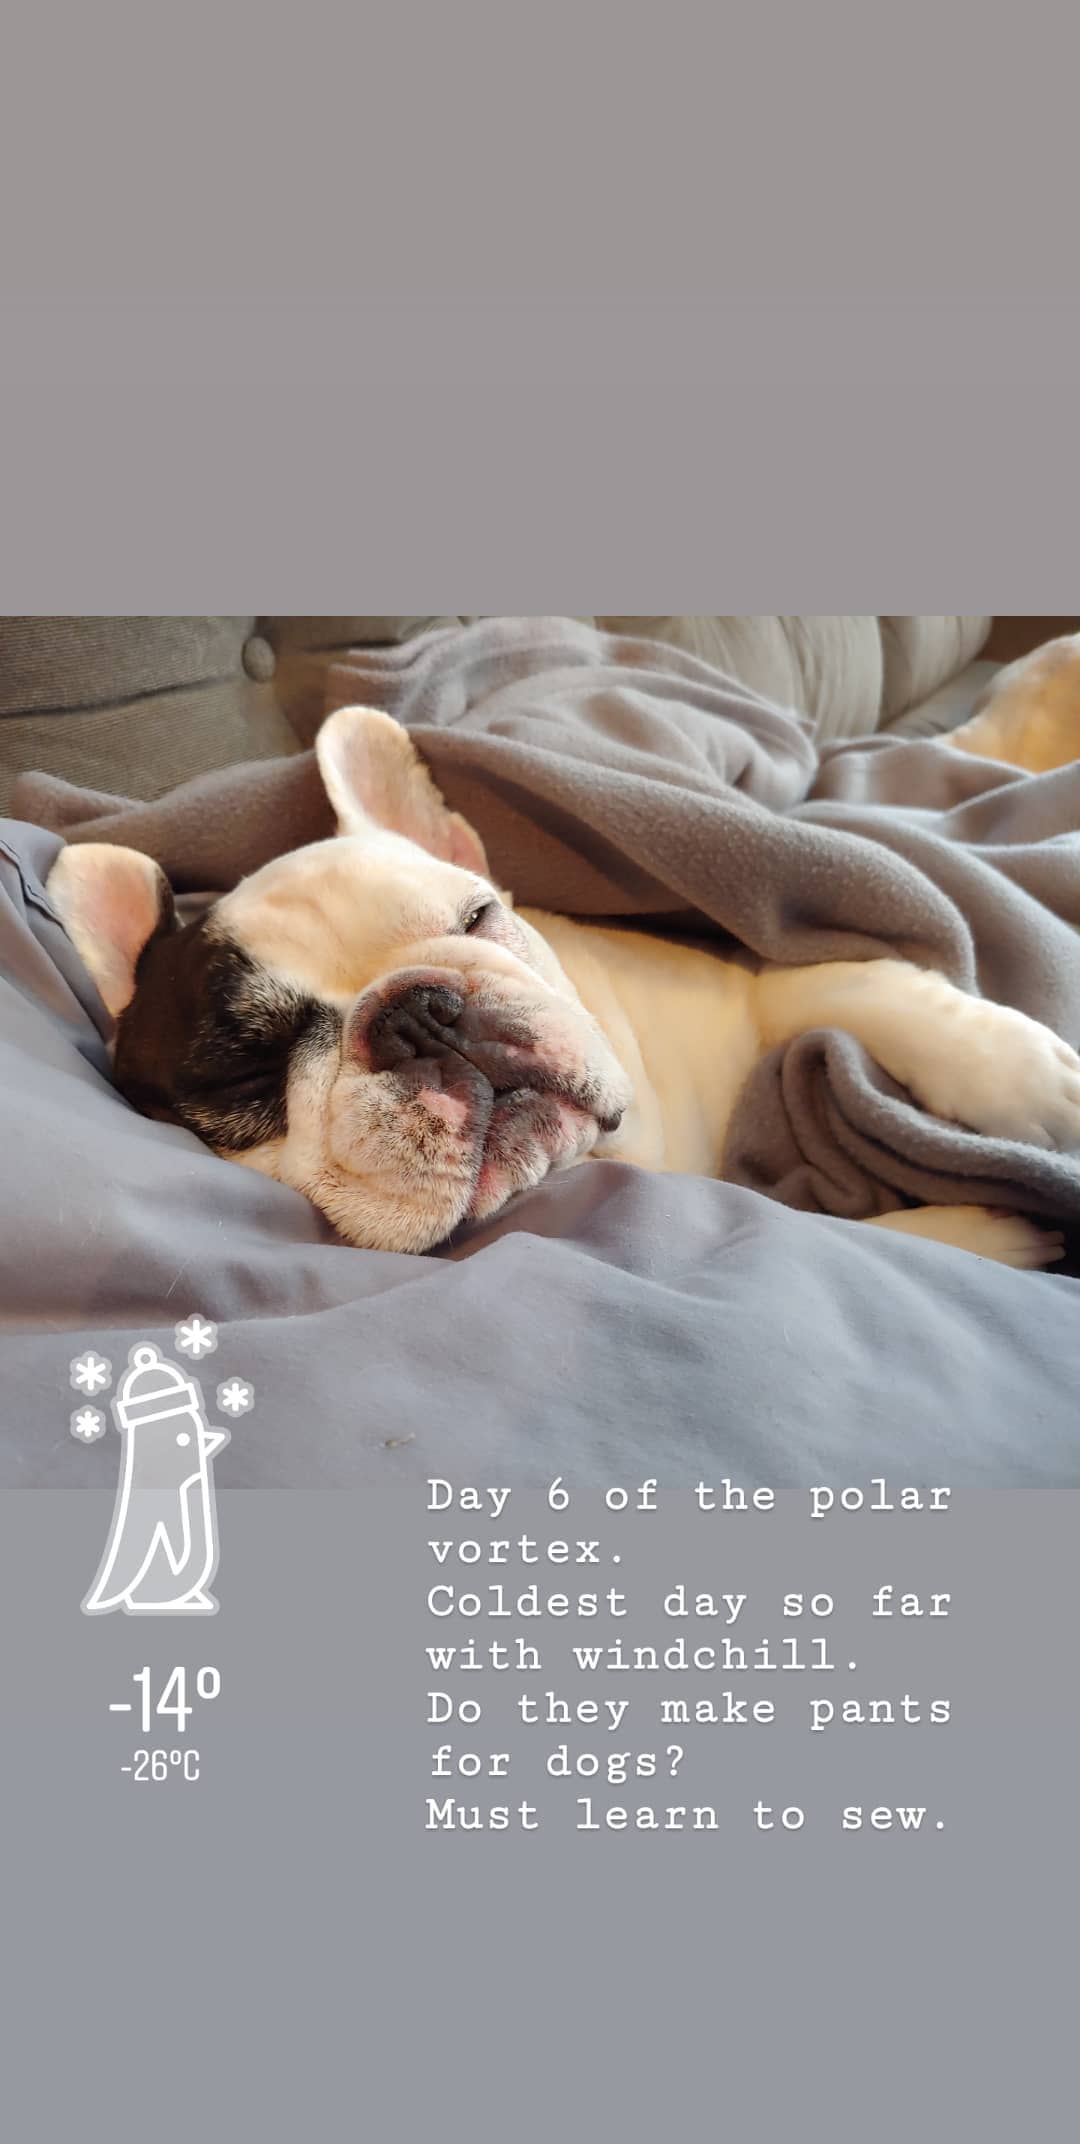 Day 6 of the polar
vortex.
Coldest day so far
with windchill.
Do they make pants
for dogs?
Must learn to sew.
-14º
-26ºC